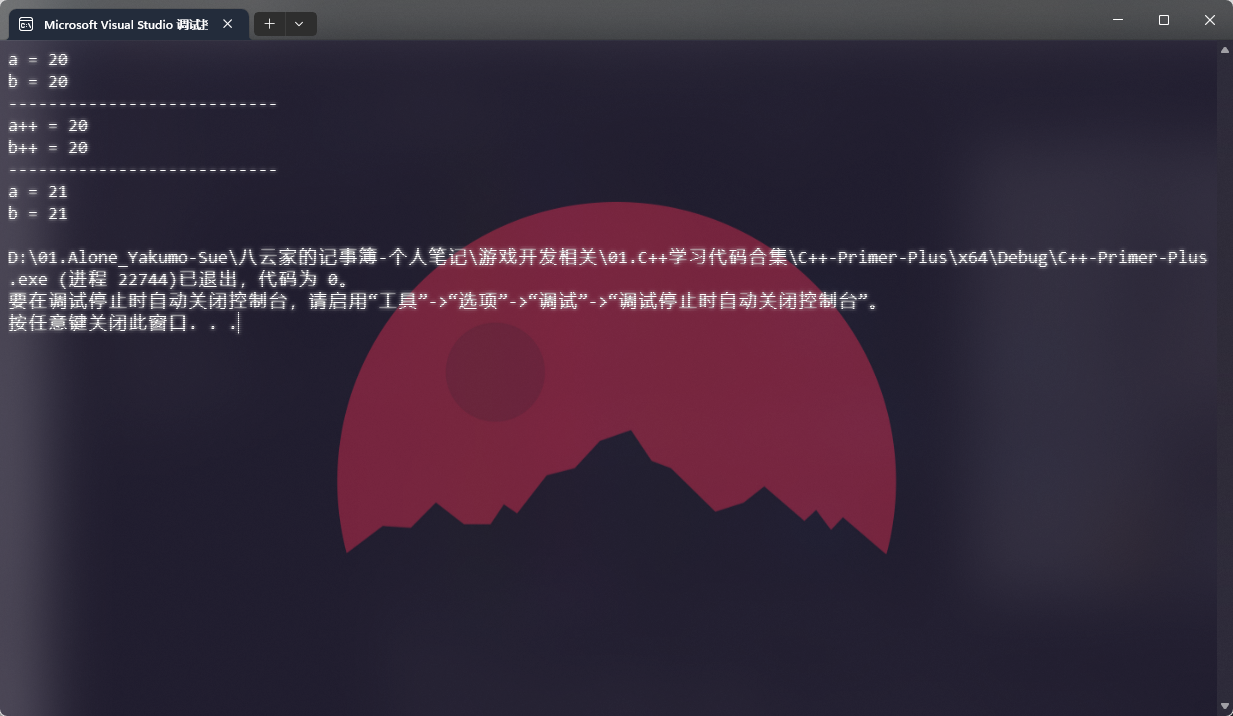 Microsoft Visual Studio 调试
a = 20
b = 20
---------------------------
a++ = 20
b++ = 20
---------------------------
a = 21
b = 21
D:\01.Alone_Yakumo-Sue\八云家的记事簿-个人笔记\游戏开发相关\01.C++学习代码合集\C++-Primer-Plus\x64\Debug\C++-Primer-Plus
.exe (进程 22744)已退出，代码为 0。
要在调试停止时自动关闭控制台，请启用“工具”->“选项”->“调试”->“调试停止时自动关闭控制台”。
按任意键关闭此窗口. . .